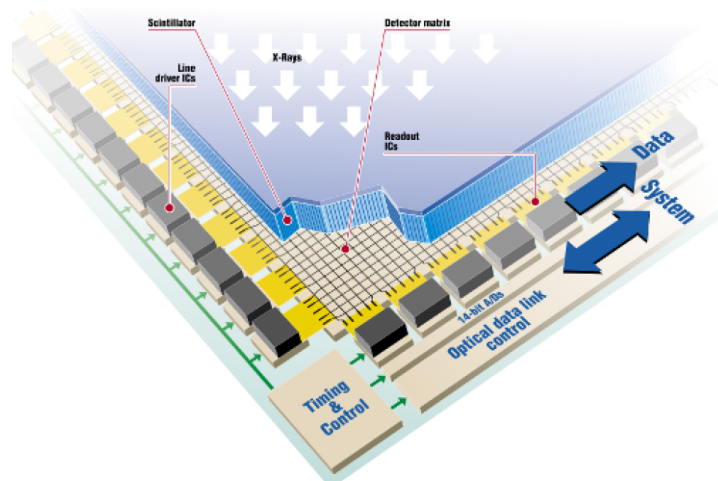 Scintillator
Detector matrix
X-Rays
Line
driver ICs
Readout
ICs
Data
System
14-bit A/Ds
Optical data link
control
Timing
&
Control